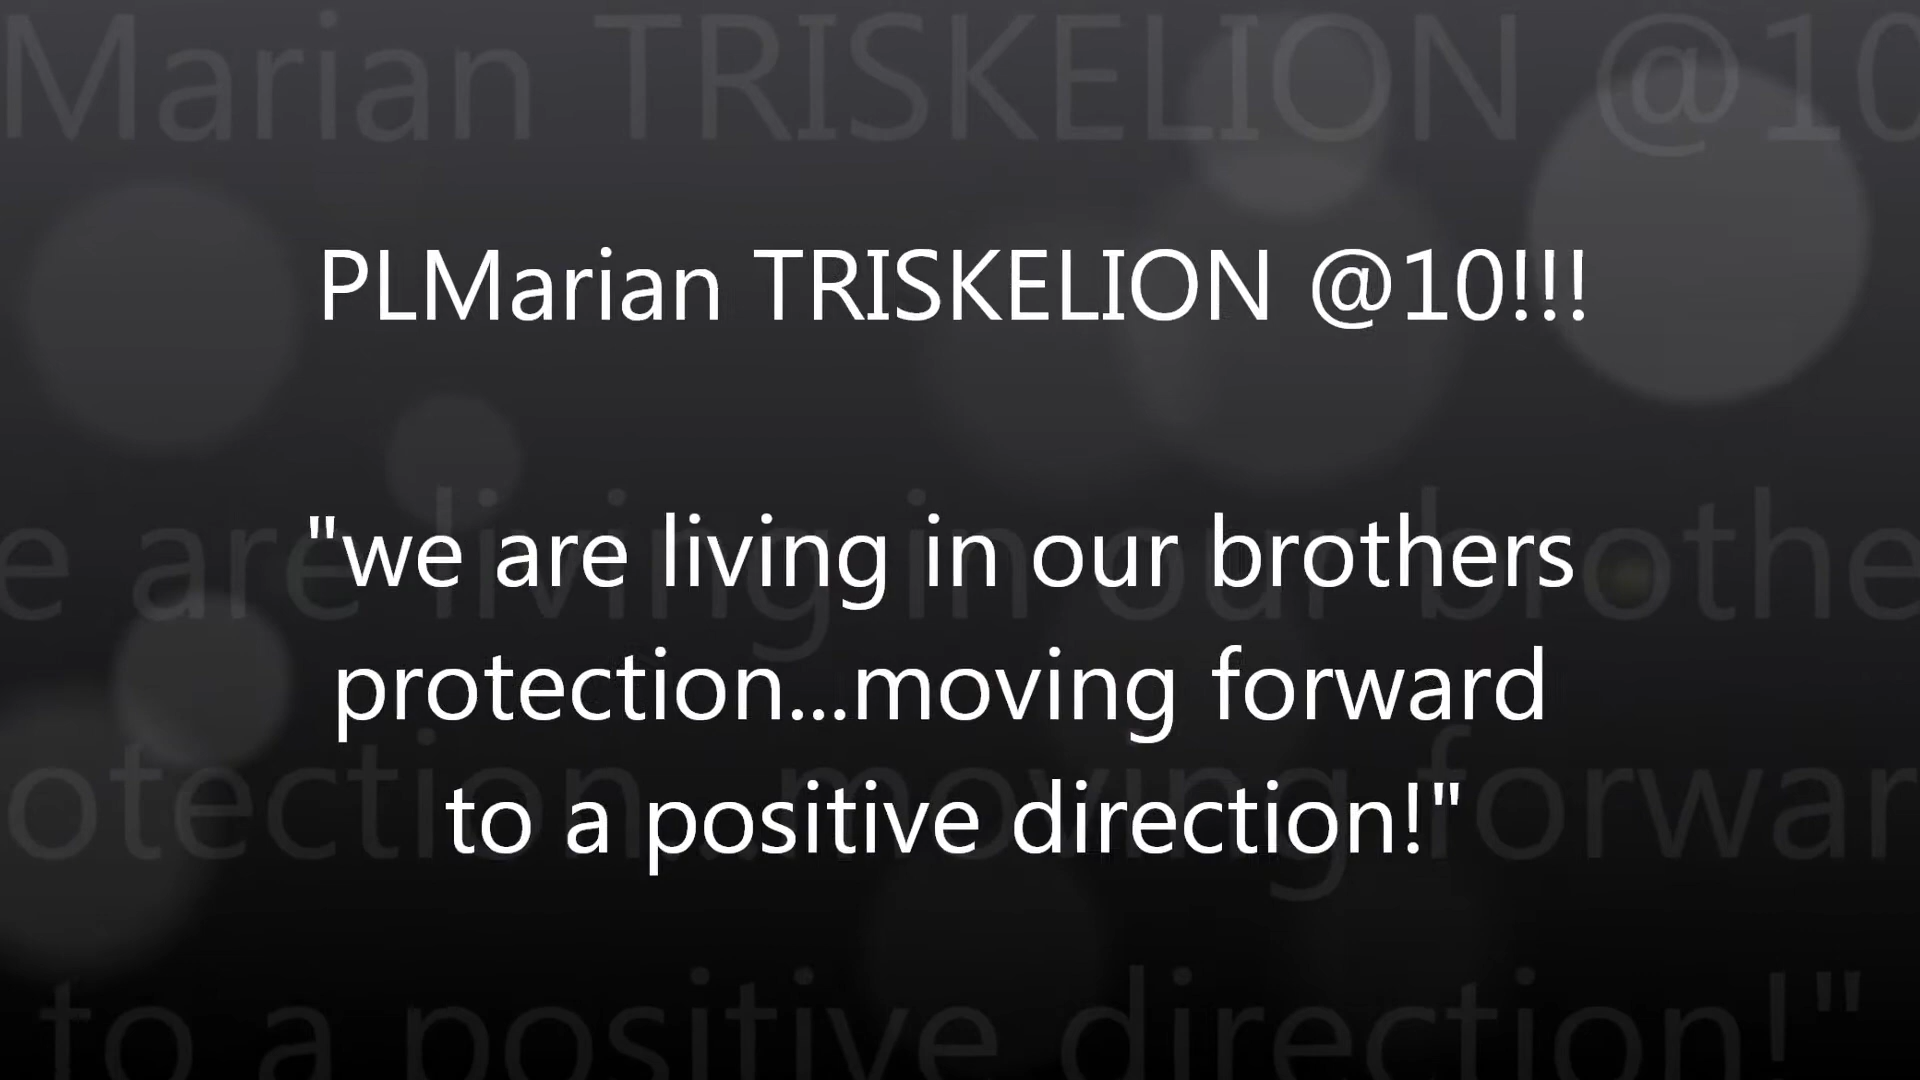 PLMarian TRISKELION @10!!!
"we are living in our brothers
protection...moving forward
to a positive direction!"